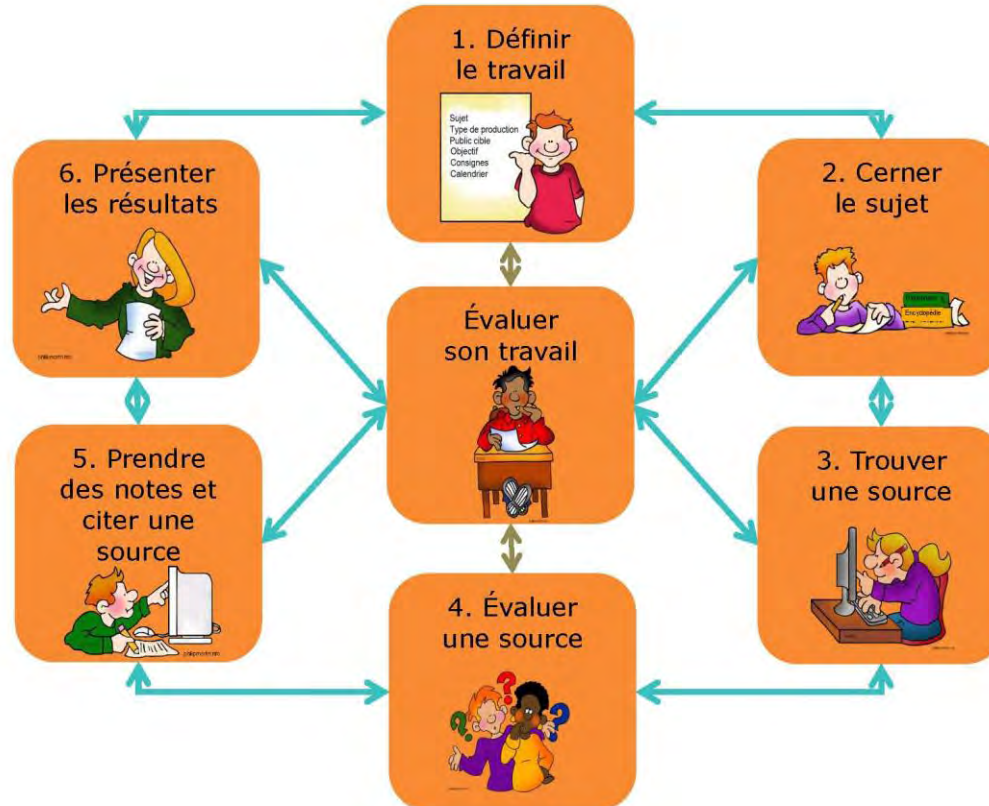 1. Définir
le travail
Sujet
Type de production
Public cible
Objectif
Consignes
Calendrier
6. Présenter
les résultats
2. Cerner
le sujet
Encyclopédie
Évaluer
son travail
5. Prendre
des notes et
citer une
source
3. Trouver
une source
4. Évaluer
une source